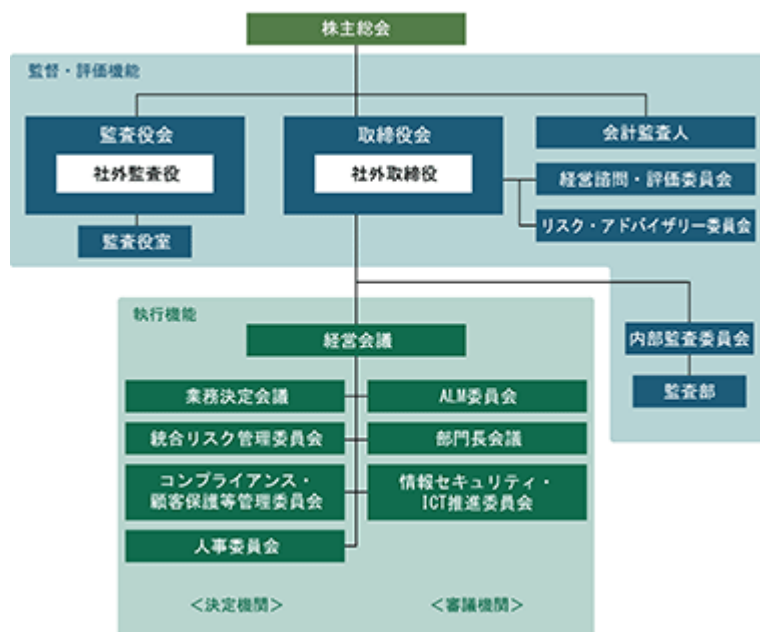 株主総会
監督・評価機能
監査役会
社外監査役
監査役室
取締役会
社外取締役
会計監査人
経営諮問・評価委員会
リスク・アドバイザリー委員会
内部監査委員会
監査部
執行機能
経営会議
業務決定会議
ALM委員会
統合リスク管理委員会
部門長会議
コンプライアンス・
顧客保護等管理委員会
情報セキュリティ・
ICT推進委員会
人事委員会
＜決定機関＞
＜審議機関＞